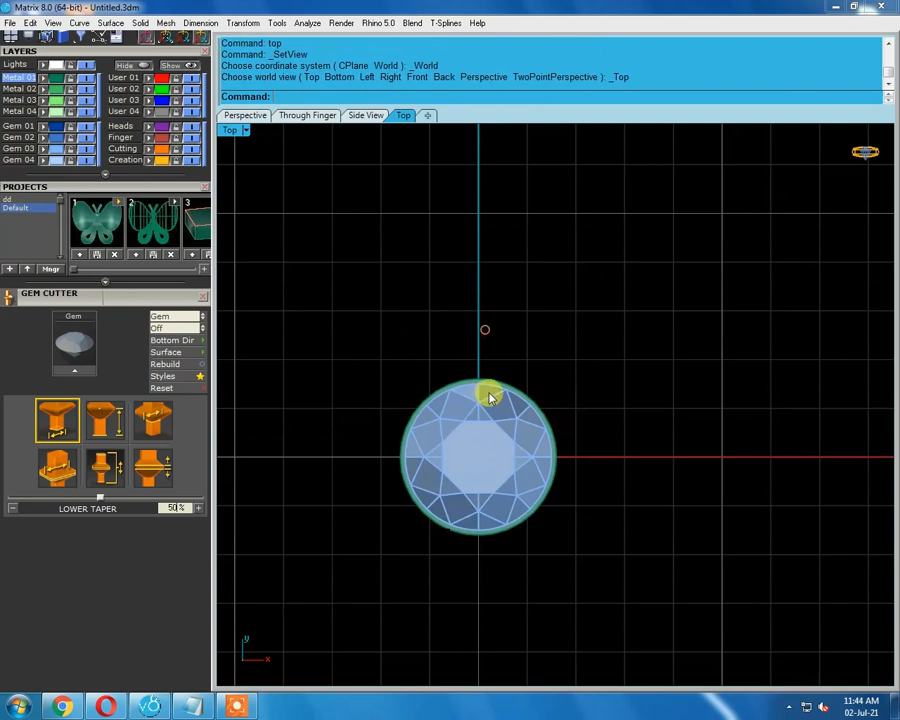 Matrix 8.0 (64-bit) - Untitled.3dm
File Edit View Curve Surface Solid Mesh Dimension Transform Tools Analyze Render Rhino 5.0 Blend T-Splines Help
Command: top
Command: _SetView
Choose coordinate system ( CPlane World ): _World
Choose world view ( Top Bottom Left Right Front Back Perspective TwoPointPerspective ): _Top
Command:
LAYERS
Lights Hide Show
Metal 01 User 01
Metal 02 User 02
Metal 03 User 03
Metal 04 User 04
Gem 01 Heads
Gem 02 Finger
Gem 03 Cutting
Gem 04 Creation
Perspective Through Finger Side View Top
Top
PROJECTS
dd
Default
1 2 3
Mngr
GEM CUTTER
Gem Gem
Off
Bottom Dir
Surface
Rebuild
Styles
Reset
LOWER TAPER 50%
y
x
11:44 AM
02-Jul-21